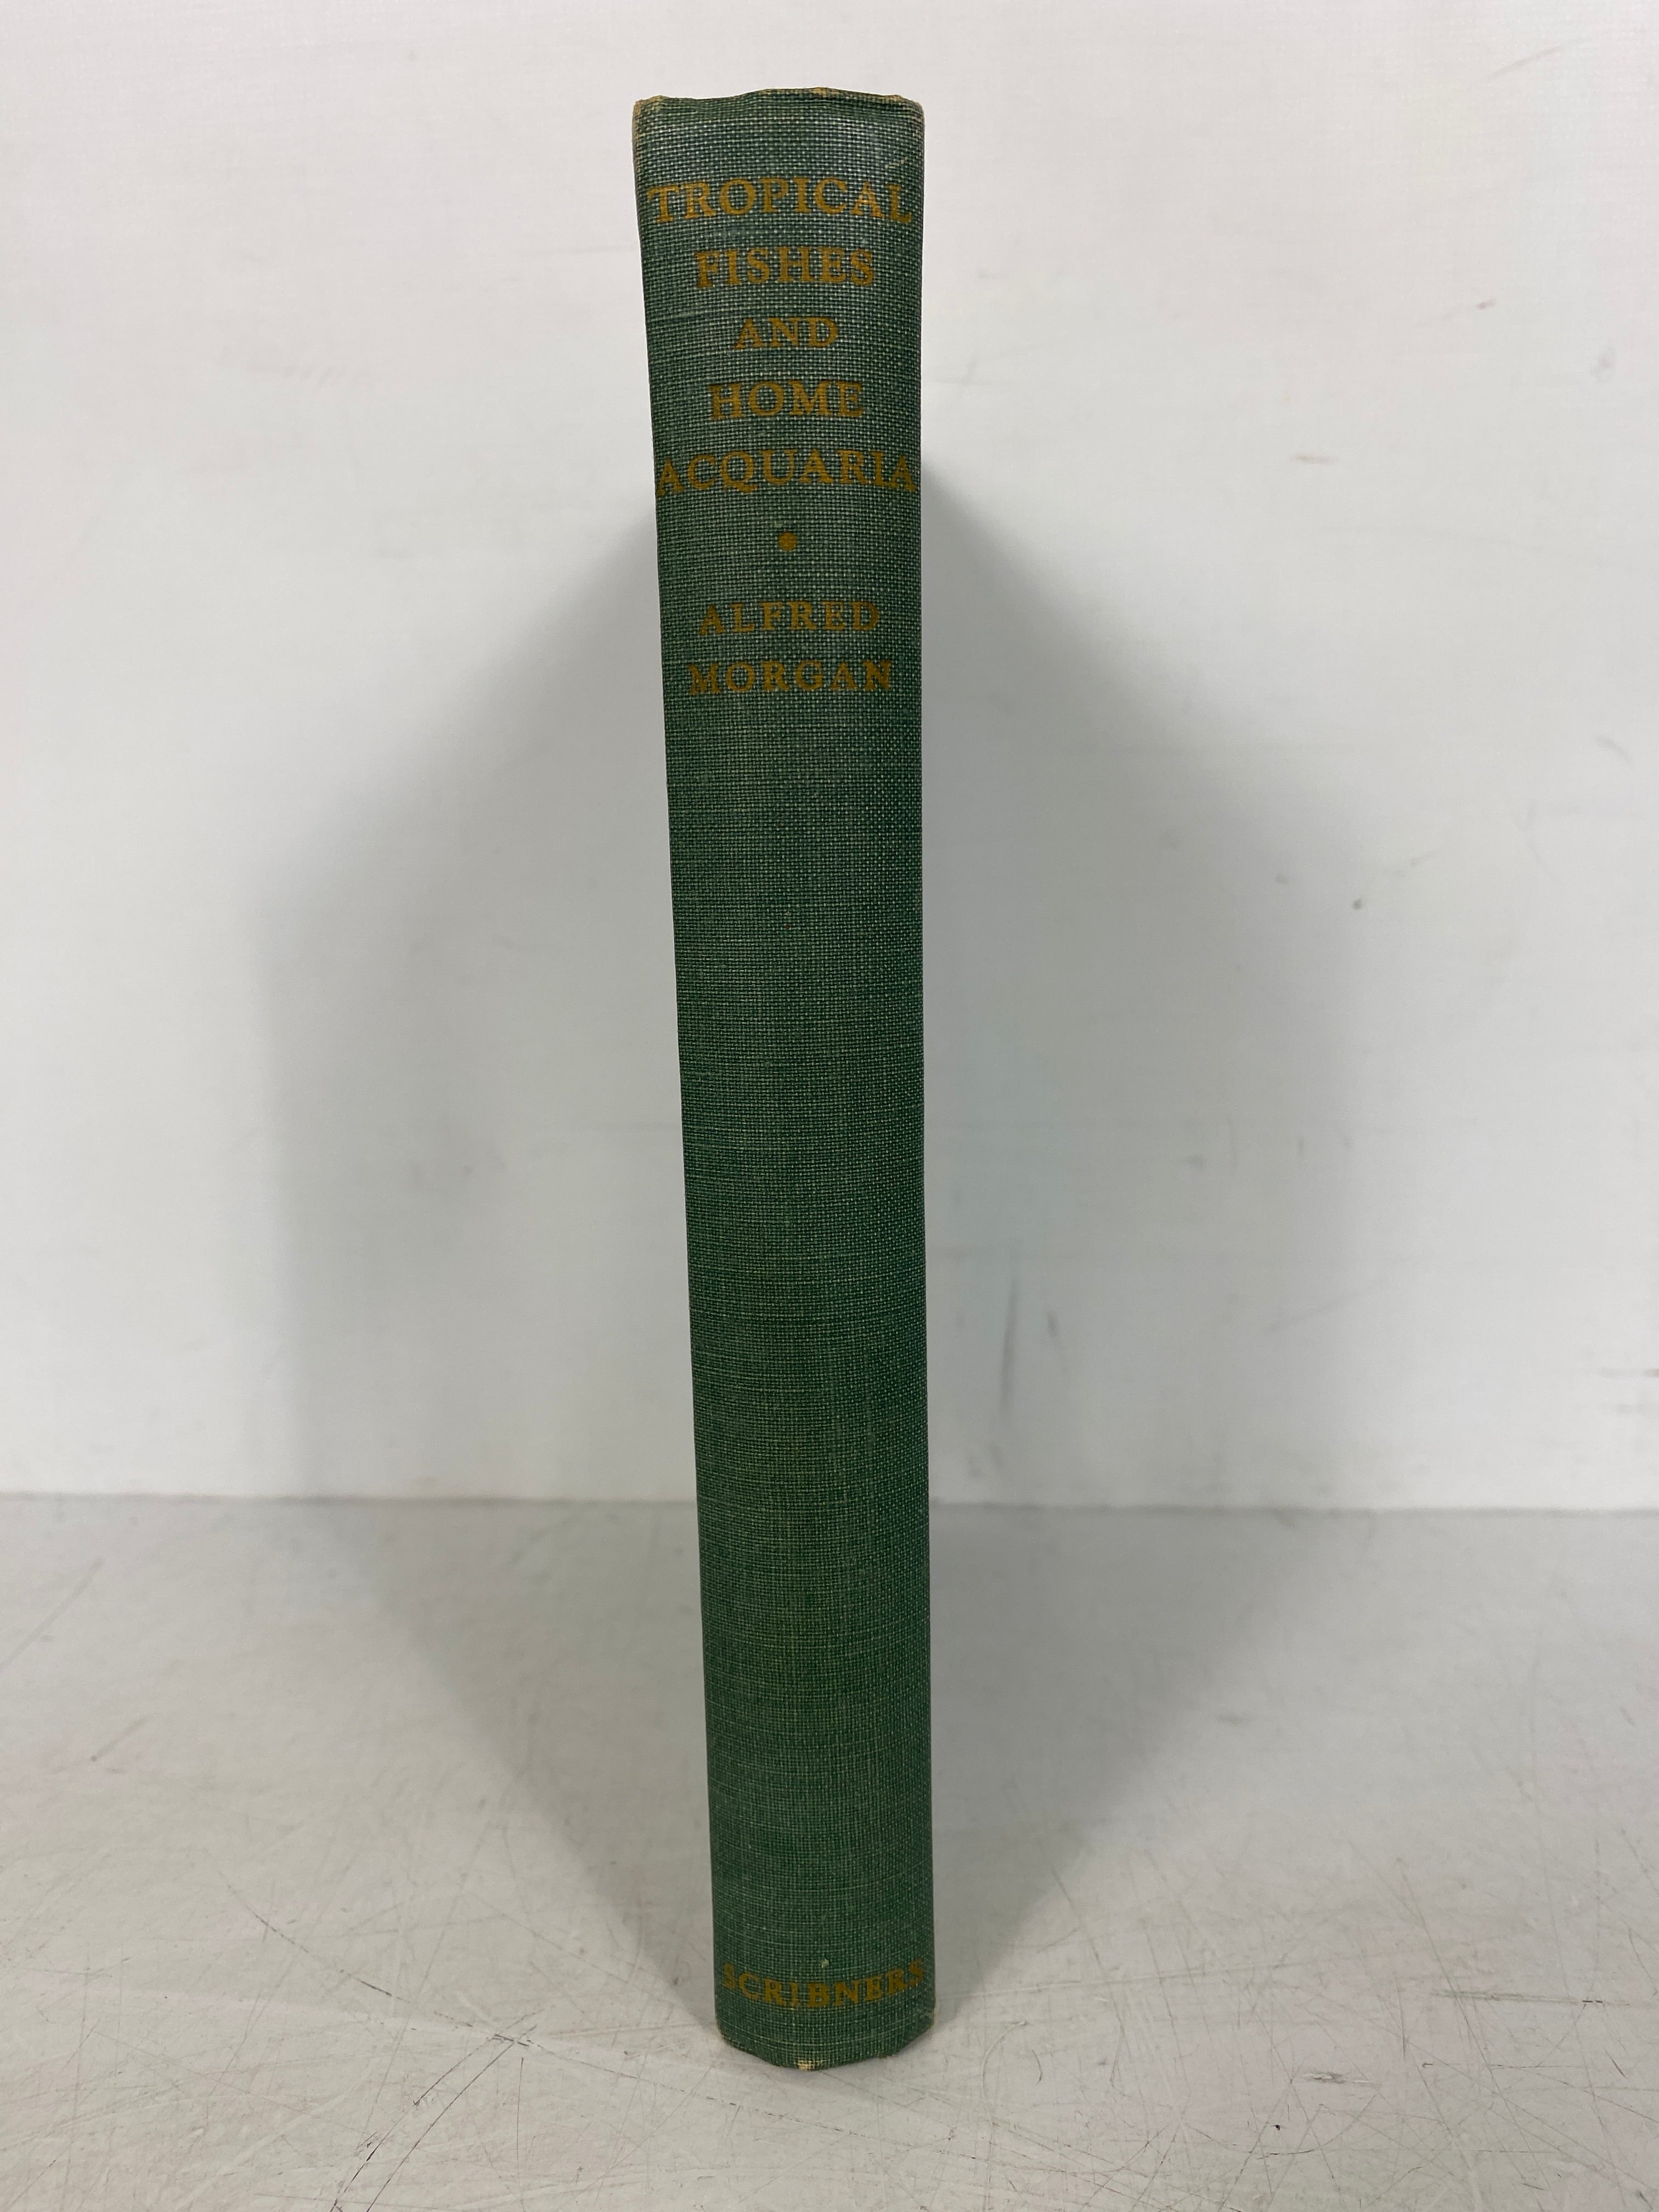 TROPICAL
FISHES
AND
HOME
ACQUARIA
ALFRED
MORGAN
SCRIBNERS